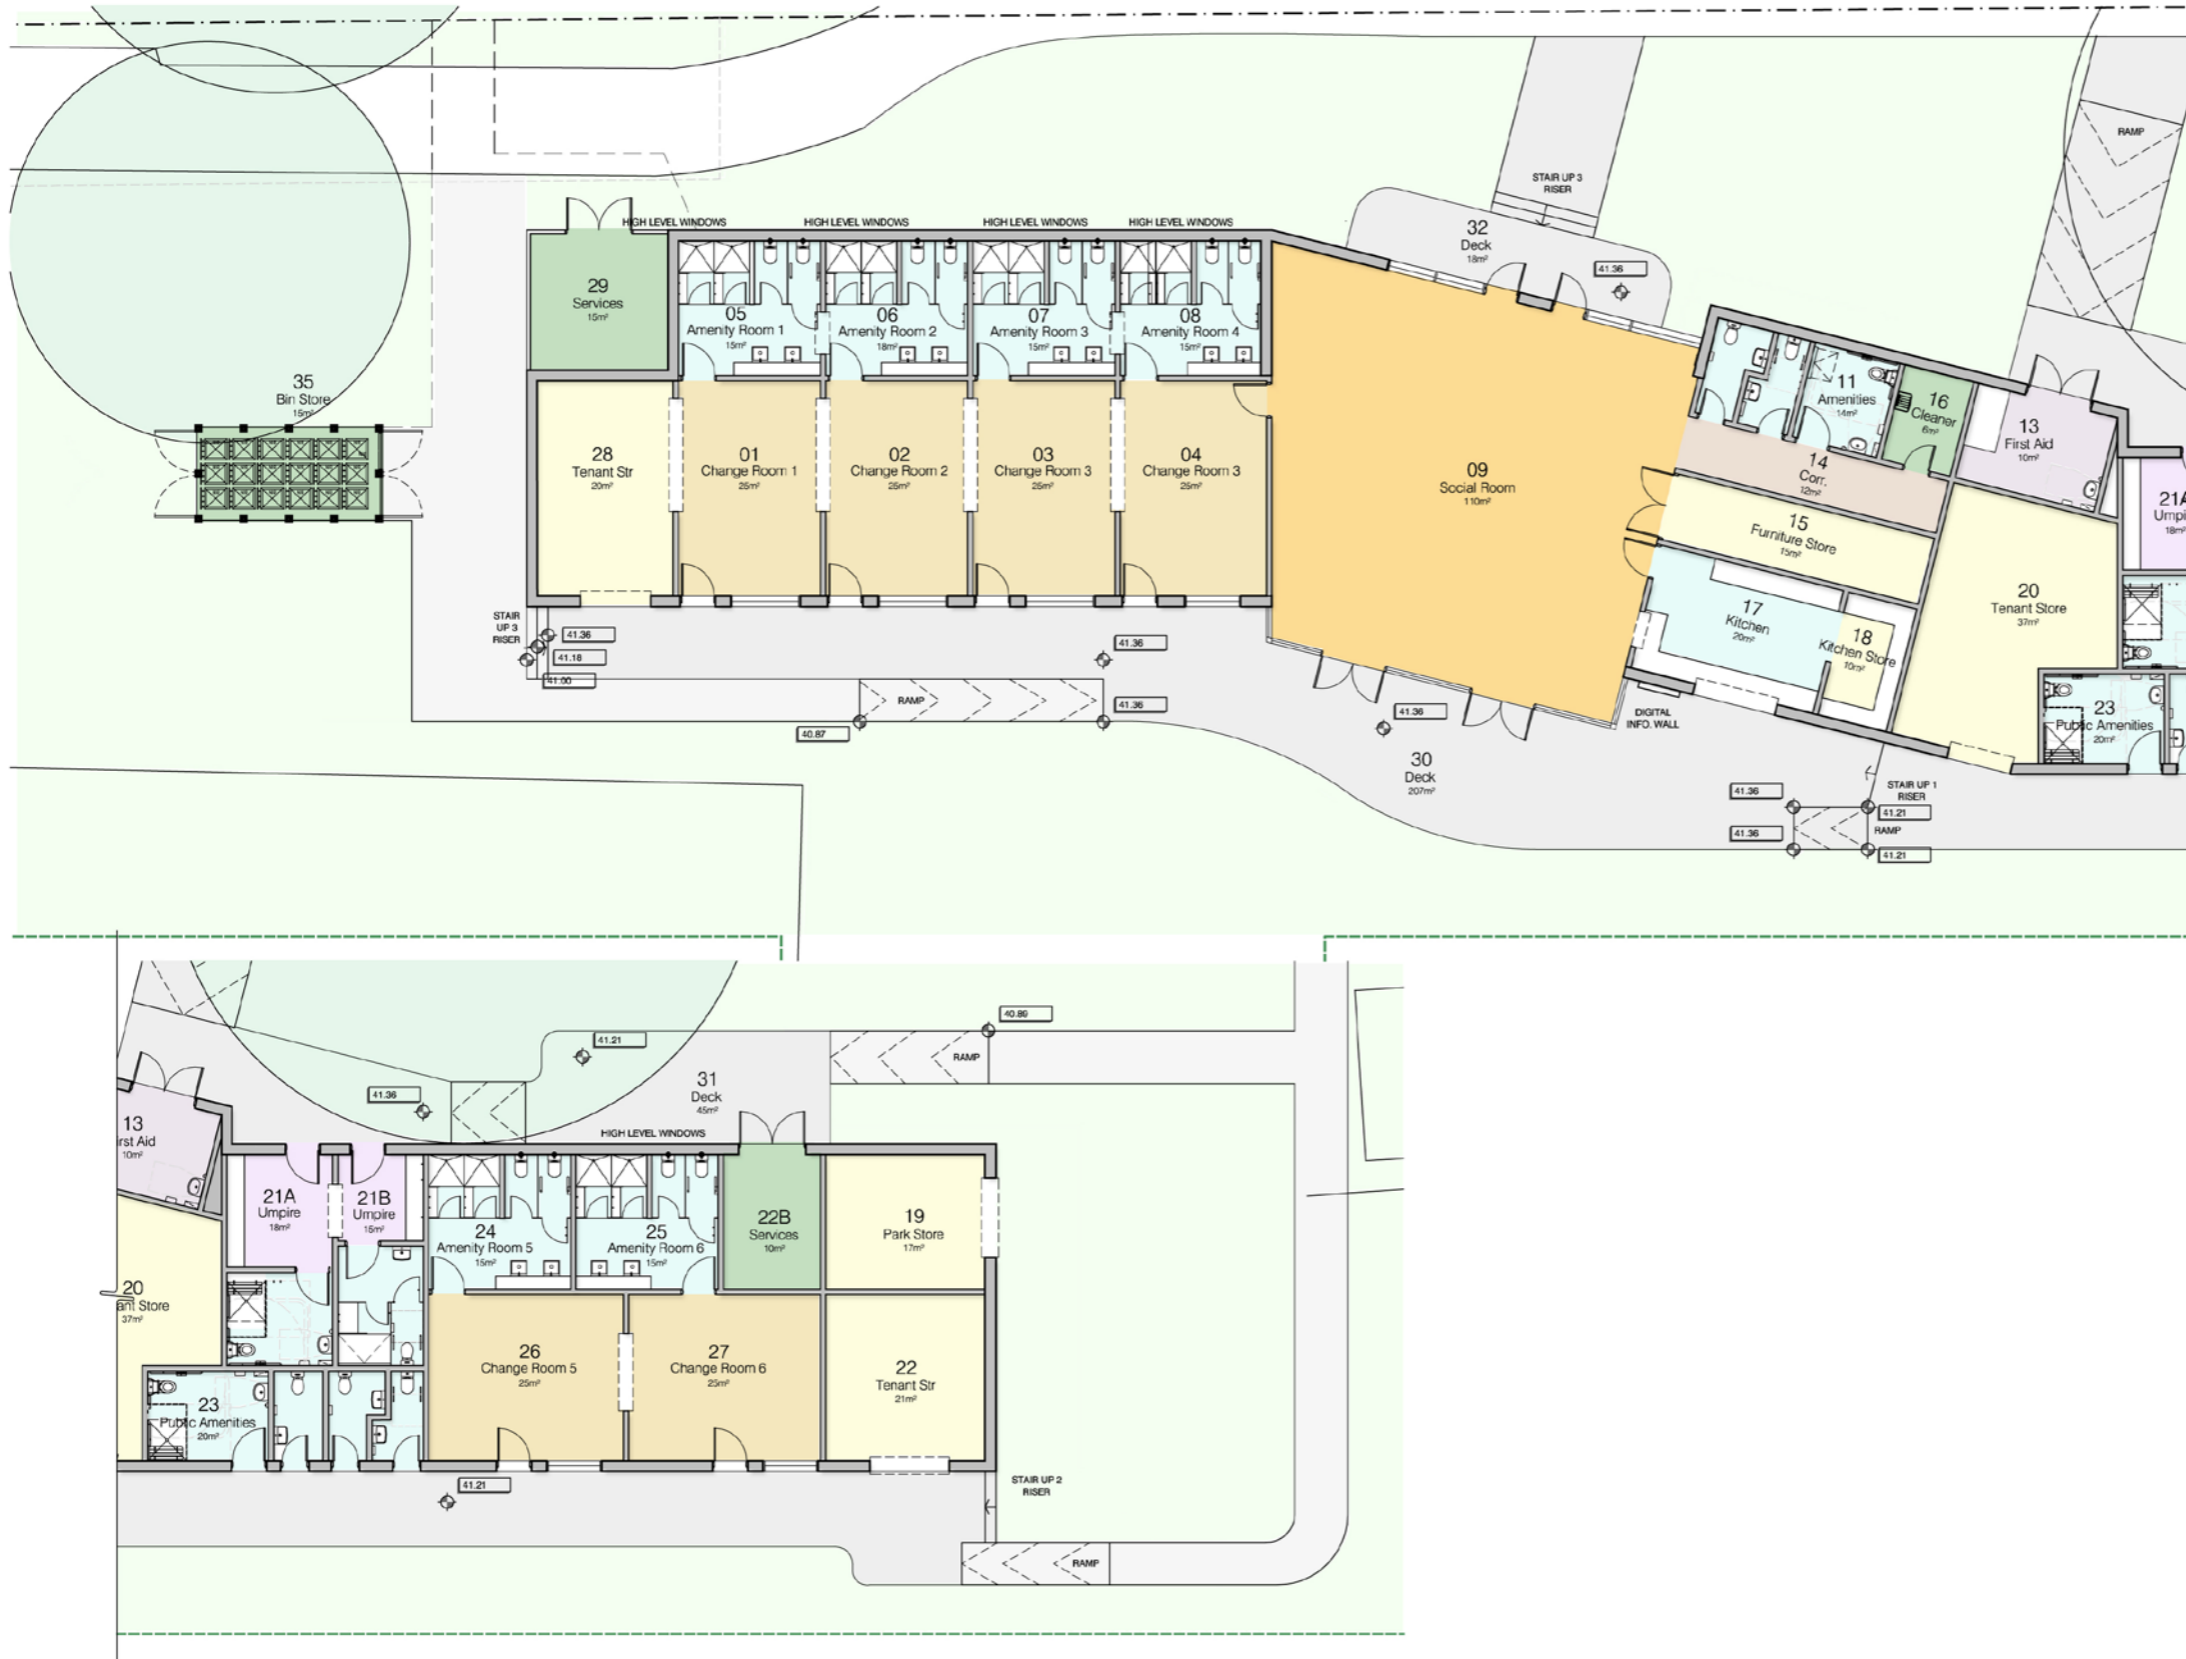 RAMP
STAIR UP 3
RISER
HIGH LEVEL WINDOWS
HIGH LEVEL WINDOWS
HIGH LEVEL WINDOWS
HIGH LEVEL WINDOWS
32
Deck
18m²
41.36
29
Services
15m²
05
Amenity Room 1
15m²
06
Amenity Room 2
18m²
07
Amenity Room 3
15m²
08
Amenity Room 4
15m²
35
Bin Store
15m²
11
Amenities
14m²
16
Cleaner
6m²
13
First Aid
10m²
28
Tenant Str
20m²
01
Change Room 1
25m²
02
Change Room 2
25m²
03
Change Room 3
25m²
04
Change Room 3
25m²
09
Social Room
110m²
14
Corr.
12m²
15
Furniture Store
15m²
21A
Umpi
18m²
20
Tenant Store
37m²
17
Kitchen
20m²
18
Kitchen Store
10m²
STAIR
UP 3
RISER
41.36
41.18
41.00
41.36
RAMP
41.36
40.87
41.36
DIGITAL
INFO. WALL
23
Public Amenities
20m²
30
Deck
207m²
41.36
STAIR UP 1
RISER
41.21
41.36
RAMP
41.21
40.89
41.21
RAMP
31
Deck
45m²
41.36
HIGH LEVEL WINDOWS
13
irst Aid
10m²
21A
Umpire
18m²
21B
Umpire
15m²
24
Amenity Room 5
15m²
25
Amenity Room 6
15m²
22B
Services
10m²
19
Park Store
17m²
20
ant Store
37m²
26
Change Room 5
25m²
27
Change Room 6
25m²
22
Tenant Str
21m²
23
Public Amenities
20m²
41.21
STAIR UP 2
RISER
RAMP